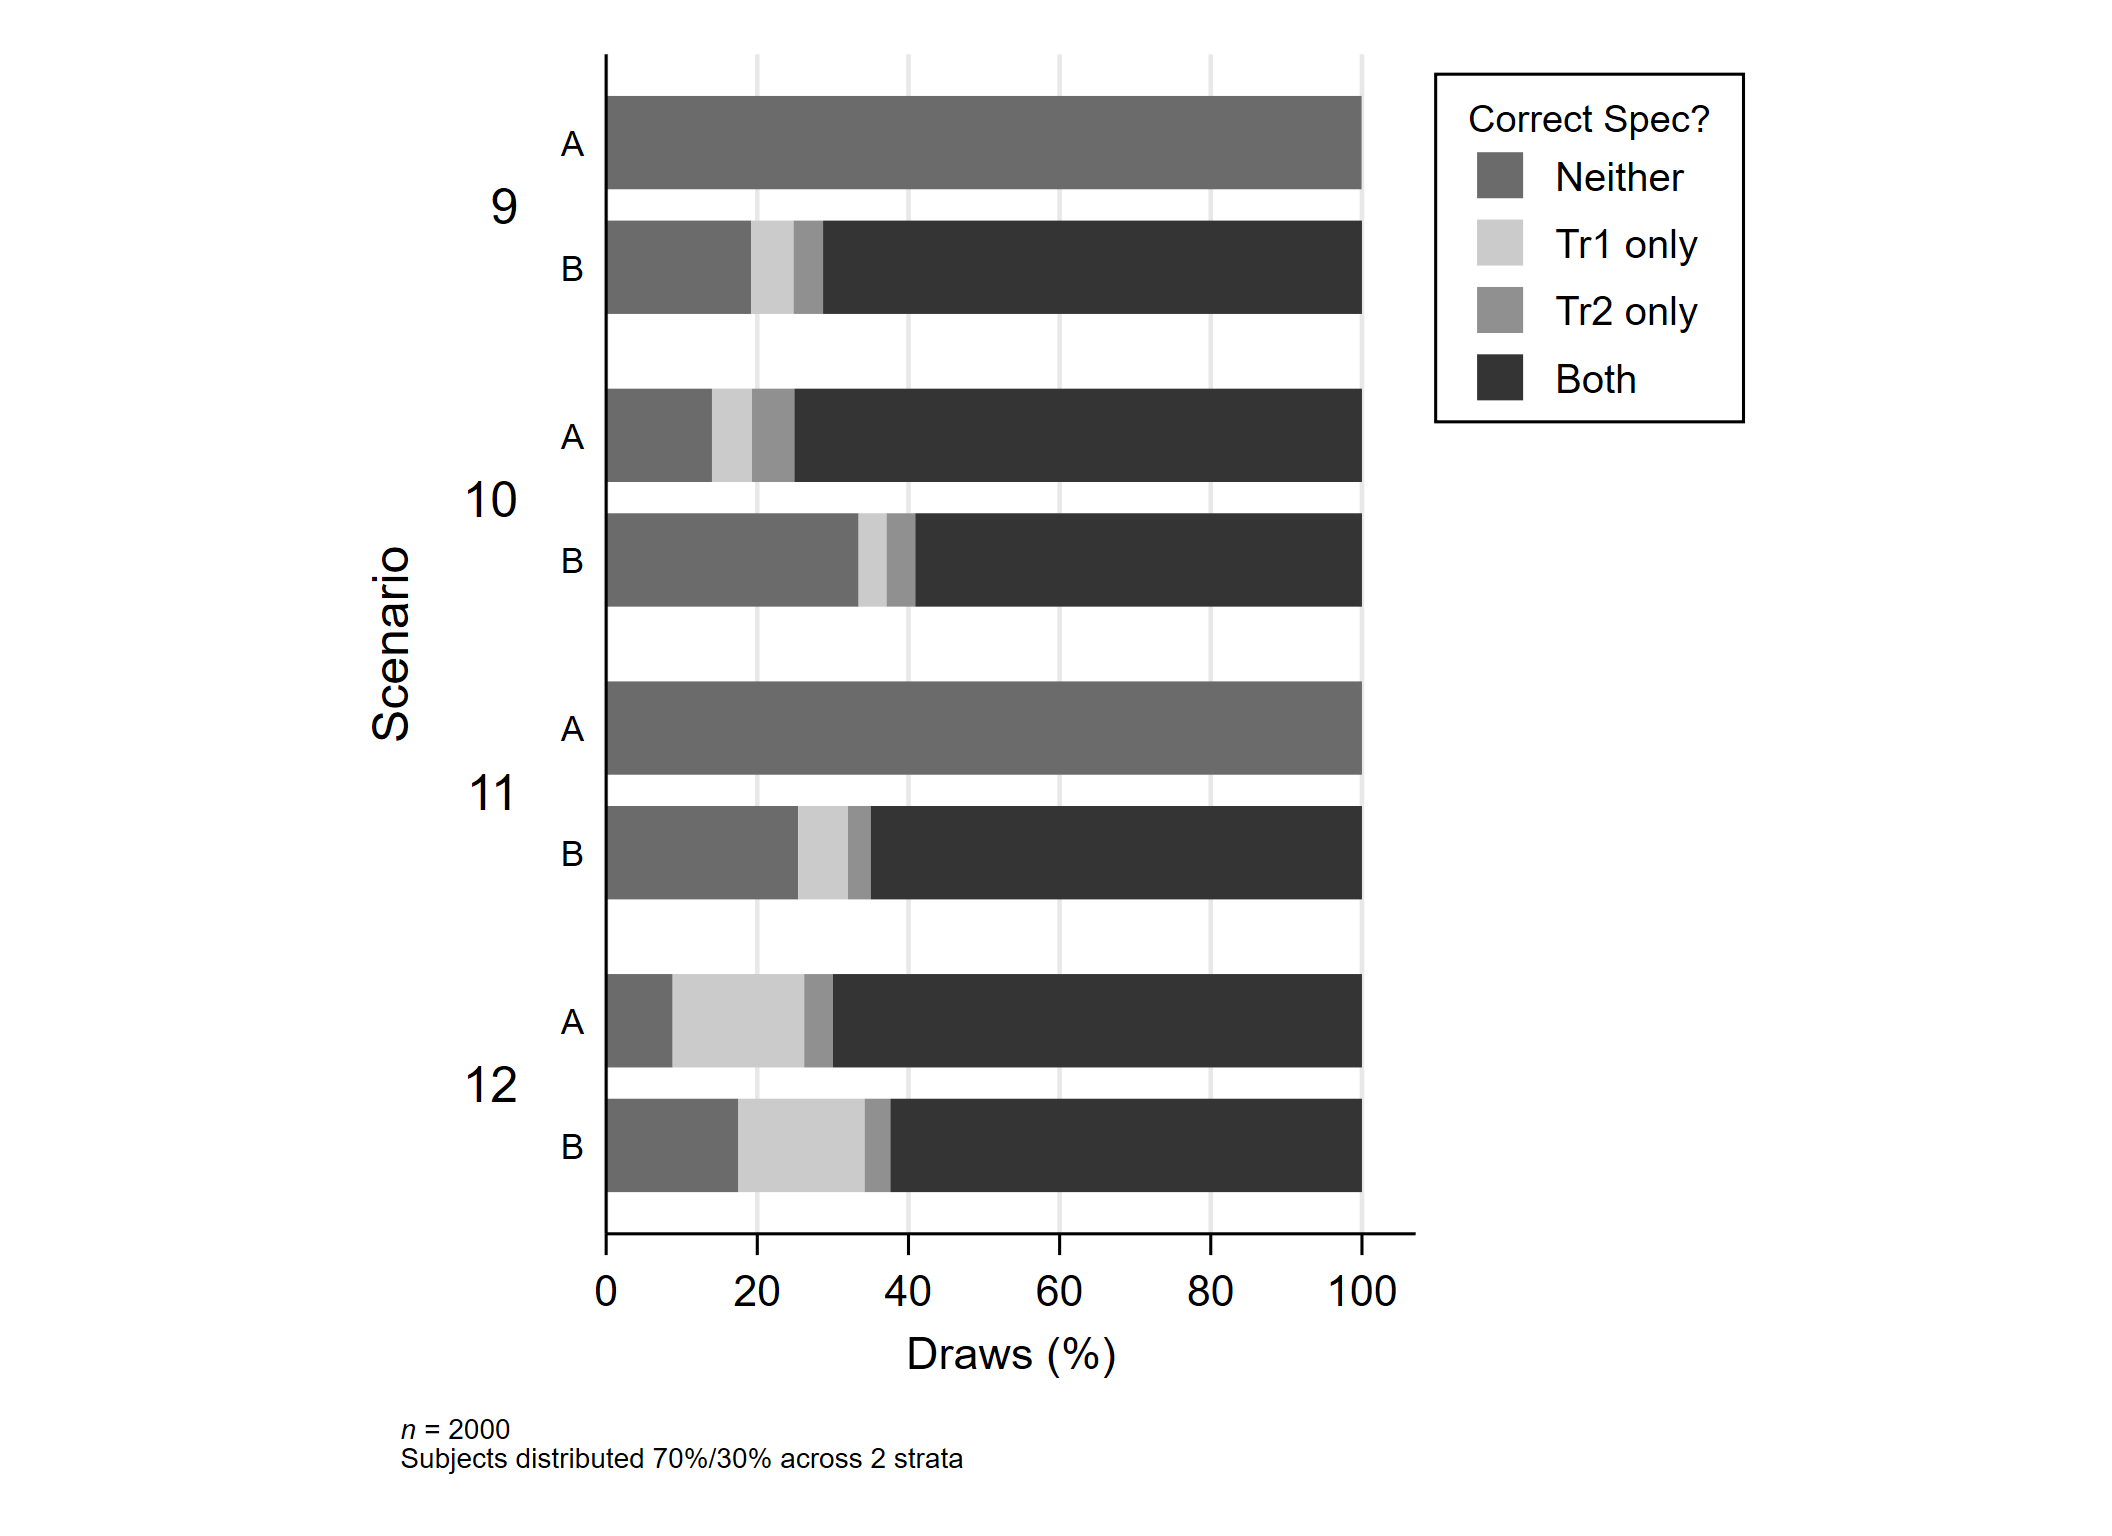 Correct Spec?
Neither
Tr1 only
Tr2 only
Both
Scenario
9
A
B
10
A
B
11
A
B
12
A
B
0 20 40 60 80 100
Draws (%)
n = 2000
Subjects distributed 70%/30% across 2 strata